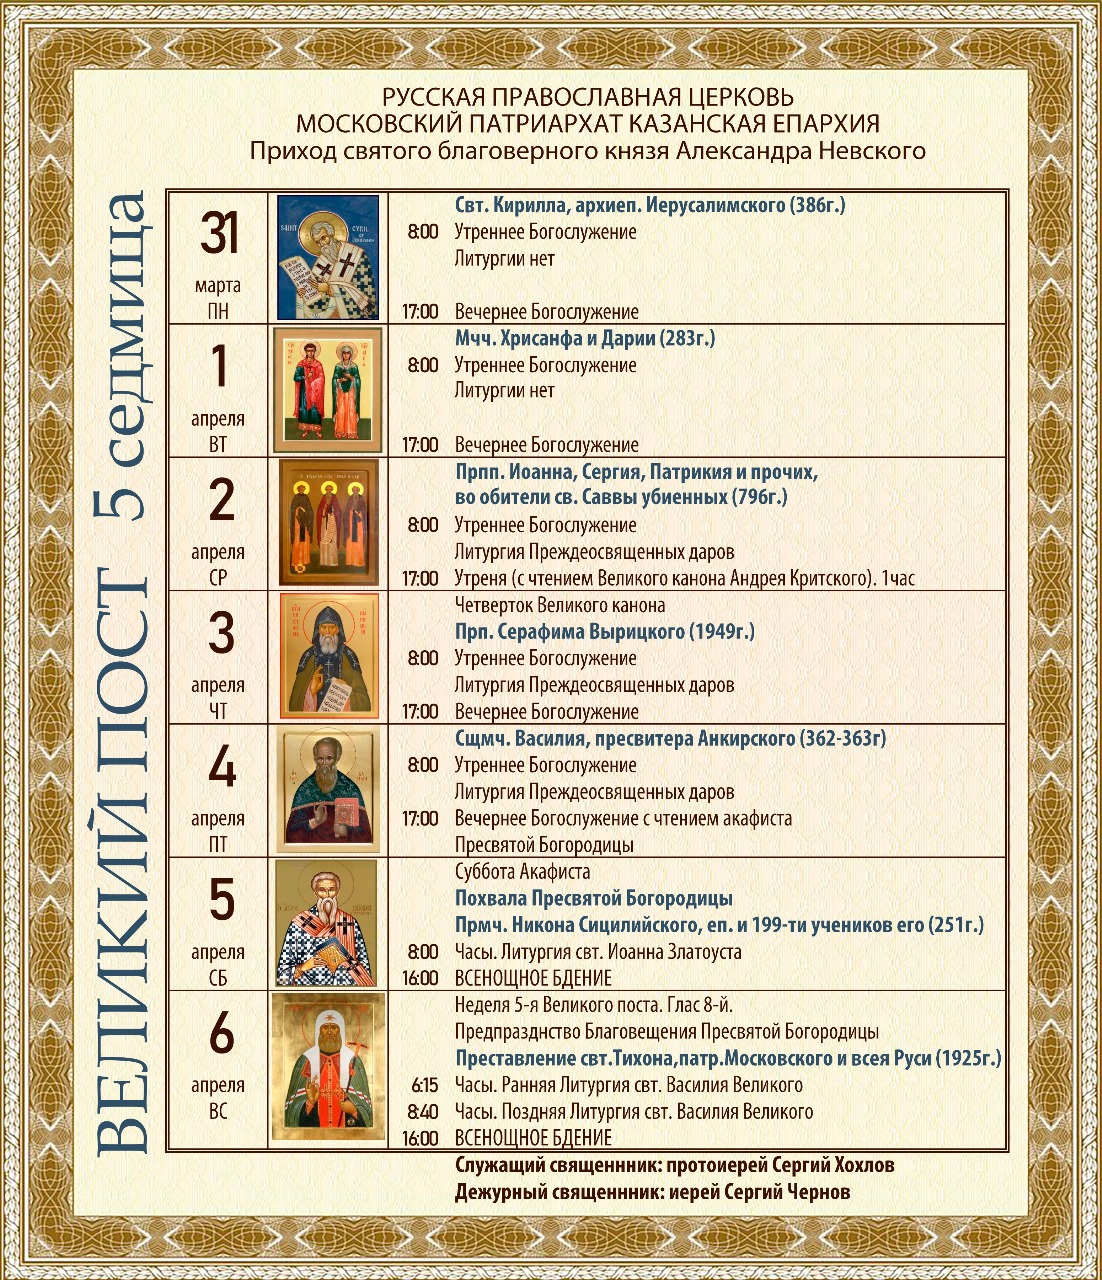 РУССКАЯ ПРАВОСЛАВНАЯ ЦЕРКОВЬ
МОСКОВСКИЙ ПАТРИАРХАТ КАЗАНСКАЯ ЕПАРХИЯ
Приход святого благоверного князя Александра Невского
ВЕЛИКИЙ ПОСТ 5 седмица
31
марта
ПН
Свт. Кирилла, архиеп. Иерусалимского (386г.)
8:00 Утреннее Богослужение
Литургии нет
17:00 Вечернее Богослужение
1
апреля
ВТ
Мчч. Хрисанфа и Дарии (283г.)
8:00 Утреннее Богослужение
Литургии нет
17:00 Вечернее Богослужение
2
апреля
СР
Прпп. Иоанна, Сергия, Патрикия и прочих,
во обители св. Саввы убиенных (796г.)
8:00 Утреннее Богослужение
Литургия Преждеосвященных даров
17:00 Утреня (с чтением Великого канона Андрея Критского). 1час
3
апреля
ЧТ
Четверток Великого канона
Прп. Серафима Вырицкого (1949г.)
8:00 Утреннее Богослужение
Литургия Преждеосвященных даров
17:00 Вечернее Богослужение
4
апреля
ПТ
Сщмч. Василия, пресвитера Анкирского (362-363г)
8:00 Утреннее Богослужение
Литургия Преждеосвященных даров
17:00 Вечернее Богослужение с чтением акафиста
Пресвятой Богородицы
5
апреля
СБ
Суббота Акафиста
Похвала Пресвятой Богородицы
Прмч. Никона Сицилийского, еп. и 199-ти учеников его (251г.)
8:00 Часы. Литургия свт. Иоанна Златоуста
16:00 ВСЕНОЩНОЕ БДЕНИЕ
6
апреля
ВС
Неделя 5-я Великого поста. Глас 8-й.
Предпразднство Благовещения Пресвятой Богородицы
Преставление свт.Тихона,патр.Московского и всея Руси (1925г.)
6:15 Часы. Ранняя Литургия свт. Василия Великого
8:40 Часы. Поздняя Литургия свт. Василия Великого
16:00 ВСЕНОЩНОЕ БДЕНИЕ
Служащий священнник: протоиерей Сергий Хохлов
Дежурный священнник: иерей Сергий Чернов